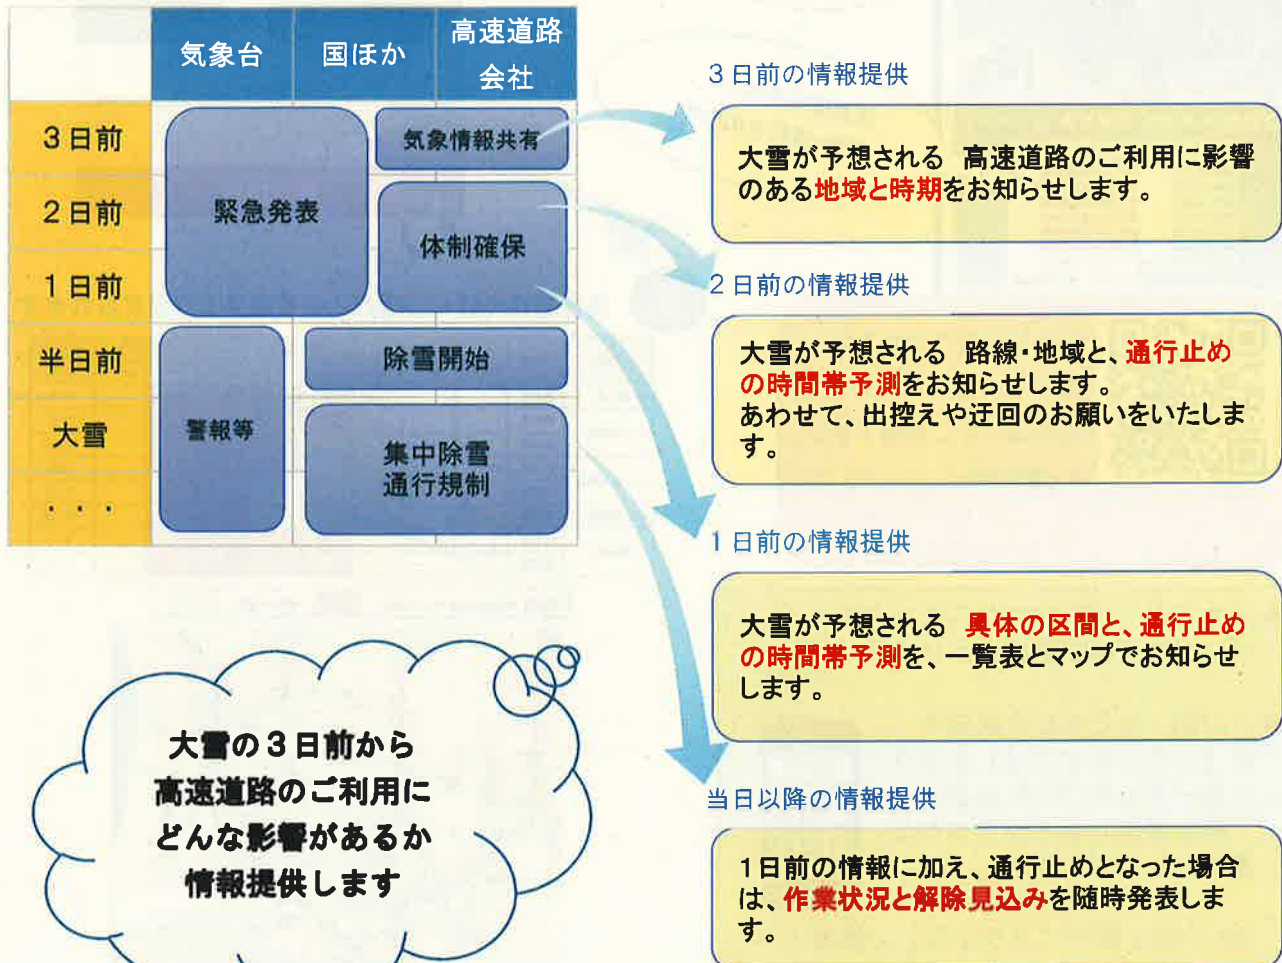 気象台
国ほか
高速道路
会社
3日前
2日前
1日前
半日前
大雪
・・・
緊急発表
気象情報共有
体制確保
警報等
除雪開始
集中除雪
通行規制
3日前の情報提供
大雪が予想される 高速道路のご利用に影響
のある地域と時期をお知らせします。
2日前の情報提供
大雪が予想される 路線・地域と、通行止め
の時間帯予測をお知らせします。
あわせて、出控えや迂回のお願いをいたしま
す。
1日前の情報提供
大雪が予想される 具体の区間と、通行止め
の時間帯予測を、一覧表とマップでお知らせ
します。
当日以降の情報提供
1日前の情報に加え、通行止めとなった場合
は、作業状況と解除見込みを随時発表しま
す。
大雪の3日前から
高速道路のご利用に
どんな影響があるか
情報提供します